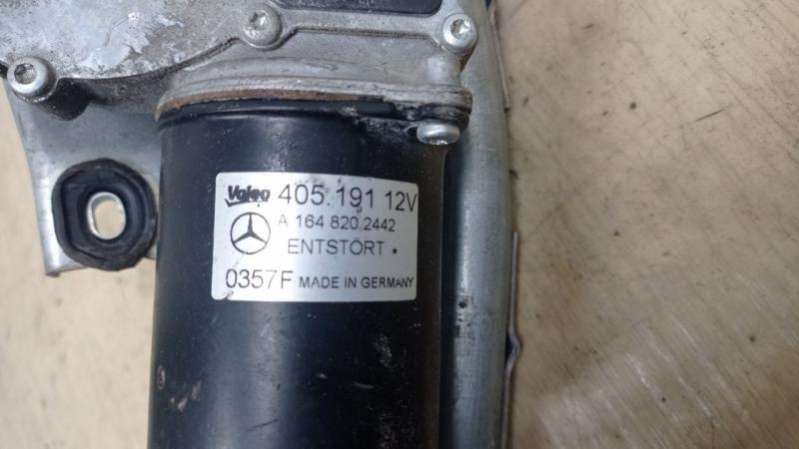 Valeo 405.191 12V
A 164 820 2442
ENTSTÖRT •
0357F MADE IN GERMANY